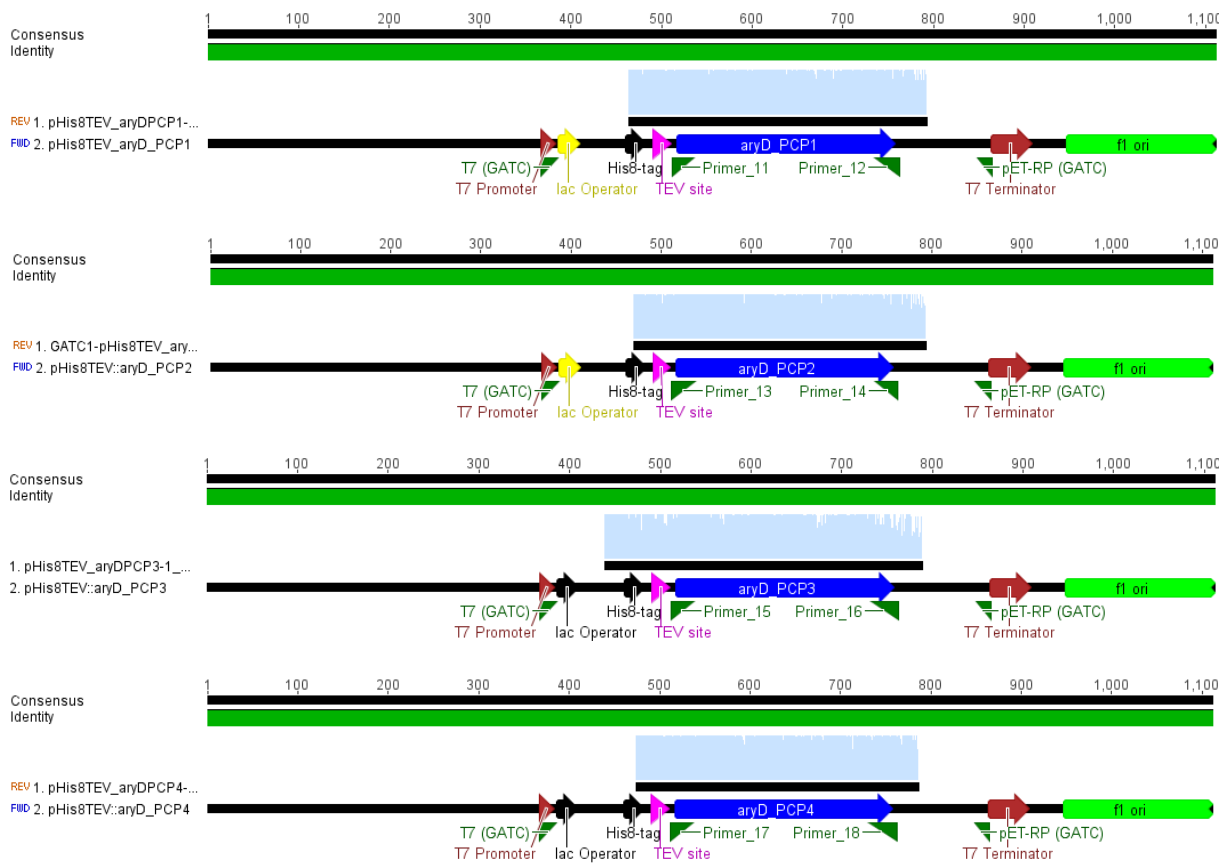 1 100 200 300 400 500 600 700 800 900 1,000 1,100
Consensus
Identity
REV 1. pHis8TEV_aryDPCP1-...
FWD 2. pHis8TEV_aryD_PCP1 aryD_PCP1 f1 ori
T7 (GATC) His8-tag Primer_11 Primer_12 pET-RP (GATC)
T7 Promoter lac Operator TEV site T7 Terminator
1 100 200 300 400 500 600 700 800 900 1,000 1,100
Consensus
Identity
REV 1. GATC1-pHis8TEV_ary...
FWD 2. pHis8TEV::aryD_PCP2 aryD_PCP2 f1 ori
T7 (GATC) His8-tag Primer_13 Primer_14 pET-RP (GATC)
T7 Promoter lac Operator TEV site T7 Terminator
1 100 200 300 400 500 600 700 800 900 1,000 1,100
Consensus
Identity
1. pHis8TEV_aryDPCP3-1_...
2. pHis8TEV::aryD_PCP3 aryD_PCP3 f1 ori
T7 (GATC) His8-tag Primer_15 Primer_16 pET-RP (GATC)
T7 Promoter lac Operator TEV site T7 Terminator
1 100 200 300 400 500 600 700 800 900 1,000 1,100
Consensus
Identity
REV 1. pHis8TEV_aryDPCP4-...
FWD 2. pHis8TEV::aryD_PCP4 aryD_PCP4 f1 ori
T7 (GATC) His8-tag Primer_17 Primer_18 pET-RP (GATC)
T7 Promoter lac Operator TEV site T7 Terminator